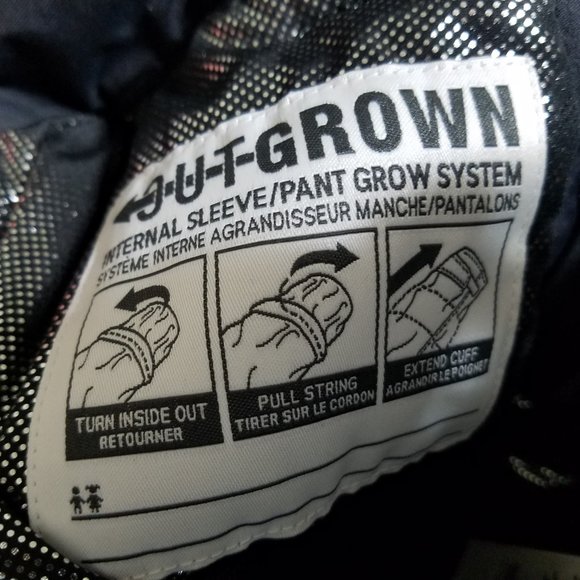 O-U-T-GROWN
INTERNAL SLEEVE/PANT GROW SYSTEM
SYSTÈME INTERNE AGRANDISSEUR MANCHE/PANTALONS
TURN INSIDE OUT
RETOURNER
PULL STRING
TIRER SUR LE CORDON
EXTEND CUFF
AGRANDIR LE POIGNET